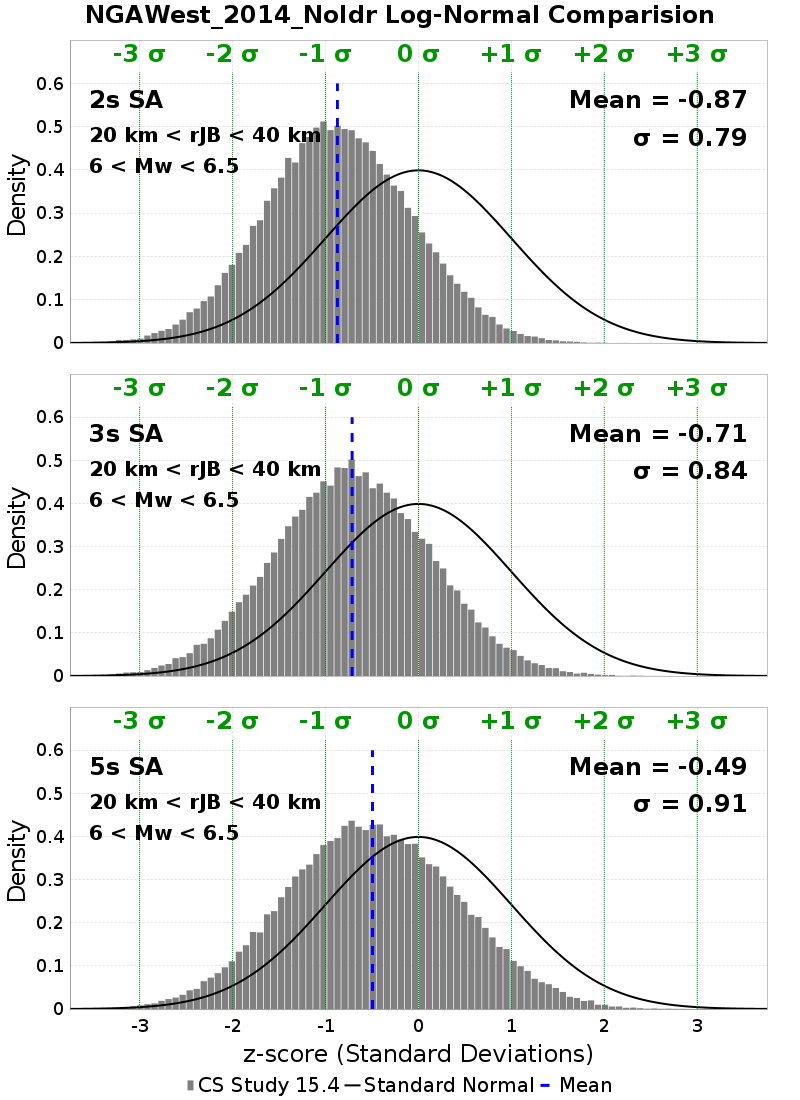 NGAWest_2014_NoIdr Log-Normal Comparision
-3 σ -2 σ -1 σ 0 σ +1 σ +2 σ +3 σ
2s SA
Mean = -0.87
20 km < rJB < 40 km
σ = 0.79
6 < Mw < 6.5
Density
0.6
0.5
0.4
0.3
0.2
0.1
0
-3 σ -2 σ -1 σ 0 σ +1 σ +2 σ +3 σ
3s SA
Mean = -0.71
20 km < rJB < 40 km
σ = 0.84
6 < Mw < 6.5
Density
0.6
0.5
0.4
0.3
0.2
0.1
0
-3 σ -2 σ -1 σ 0 σ +1 σ +2 σ +3 σ
5s SA
Mean = -0.49
20 km < rJB < 40 km
σ = 0.91
6 < Mw < 6.5
Density
0.6
0.5
0.4
0.3
0.2
0.1
0
-3 -2 -1 0 1 2 3
z-score (Standard Deviations)
CS Study 15.4 Standard Normal Mean